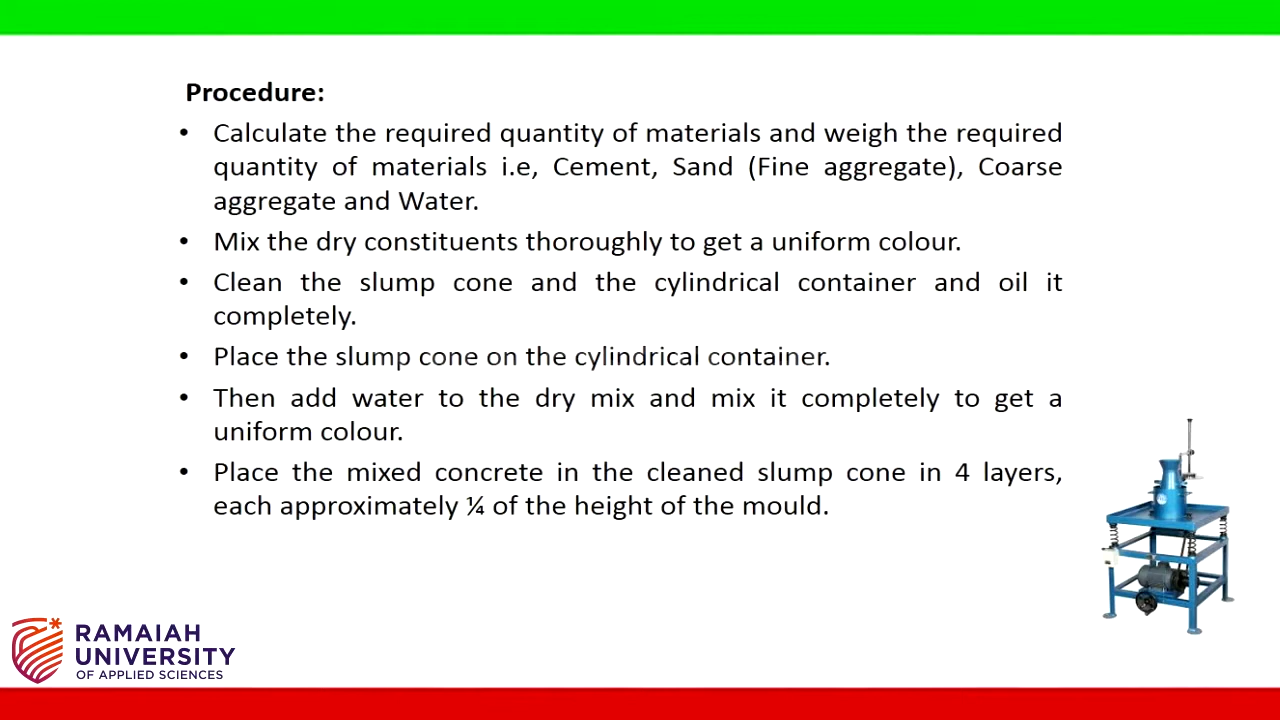 Procedure:
• Calculate the required quantity of materials and weigh the required
quantity of materials i.e, Cement, Sand (Fine aggregate), Coarse
aggregate and Water.
• Mix the dry constituents thoroughly to get a uniform colour.
• Clean the slump cone and the cylindrical container and oil it
completely.
• Place the slump cone on the cylindrical container.
• Then add water to the dry mix and mix it completely to get a
uniform colour.
• Place the mixed concrete in the cleaned slump cone in 4 layers,
each approximately ¼ of the height of the mould.
RAMAIAH
UNIVERSITY
OF APPLIED SCIENCES